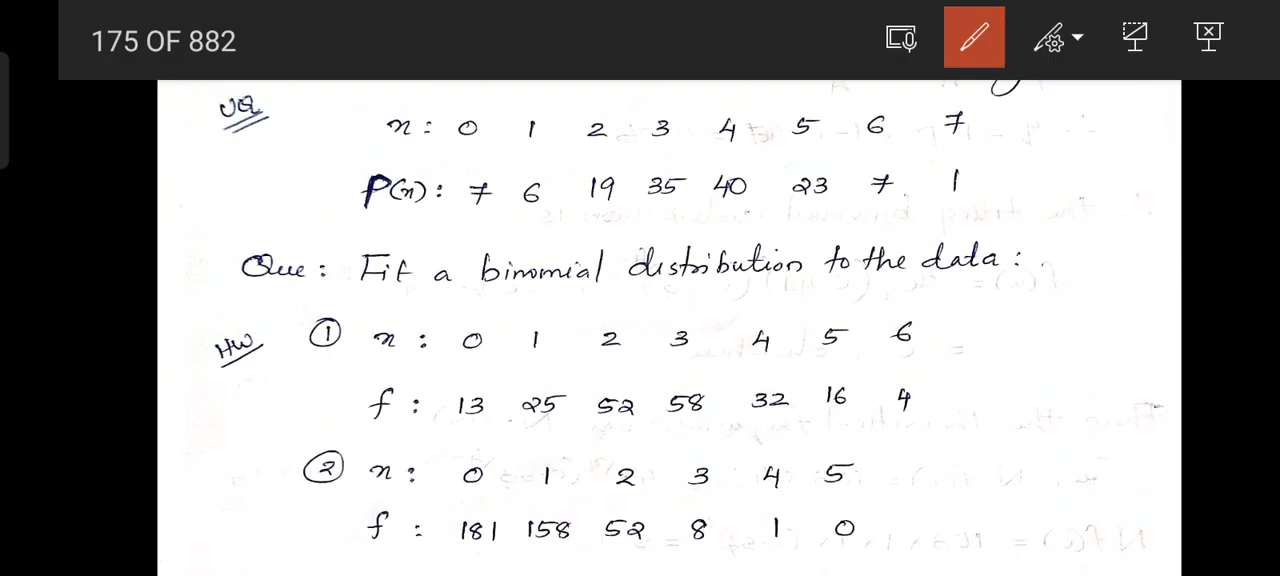 175 OF 882
UQ
x : 0 1 2 3 4 5 6 7
P(x) : 7 6 19 35 40 23 7 1
Que : Fit a binomial distribution to the data :
HW ① x : 0 1 2 3 4 5 6
f : 13 25 52 58 32 16 4
② x : 0 1 2 3 4 5
f : 181 158 52 8 1 0